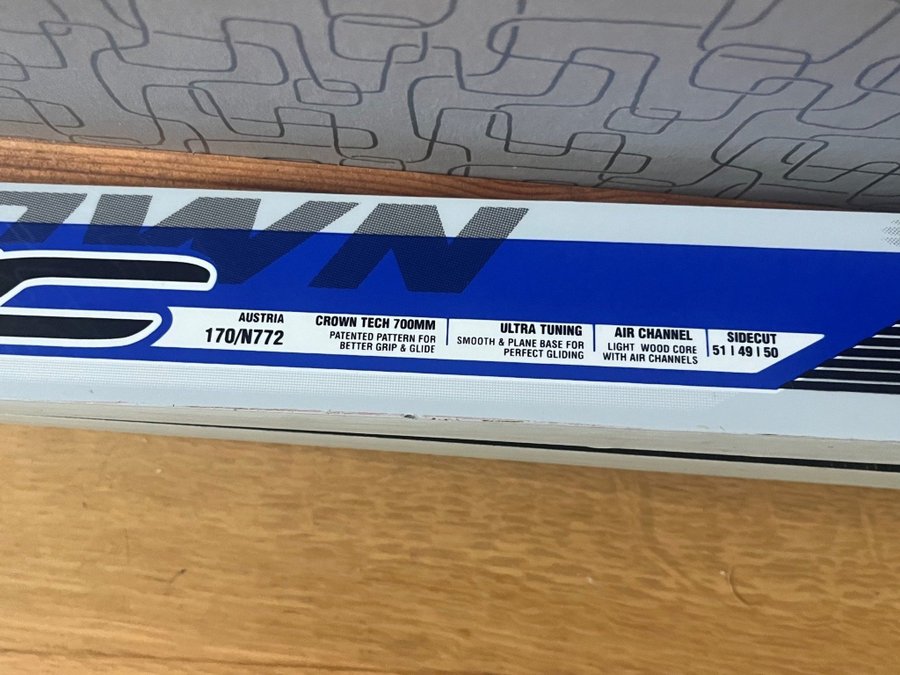 OWN
AUSTRIA
170/N772
CROWN TECH 700MM
PATENTED PATTERN FOR
BETTER GRIP & GLIDE
ULTRA TUNING
SMOOTH & PLANE BASE FOR
PERFECT GLIDING
AIR CHANNEL
LIGHT WOOD CORE
WITH AIR CHANNELS
SIDECUT
51 I 49 I 50